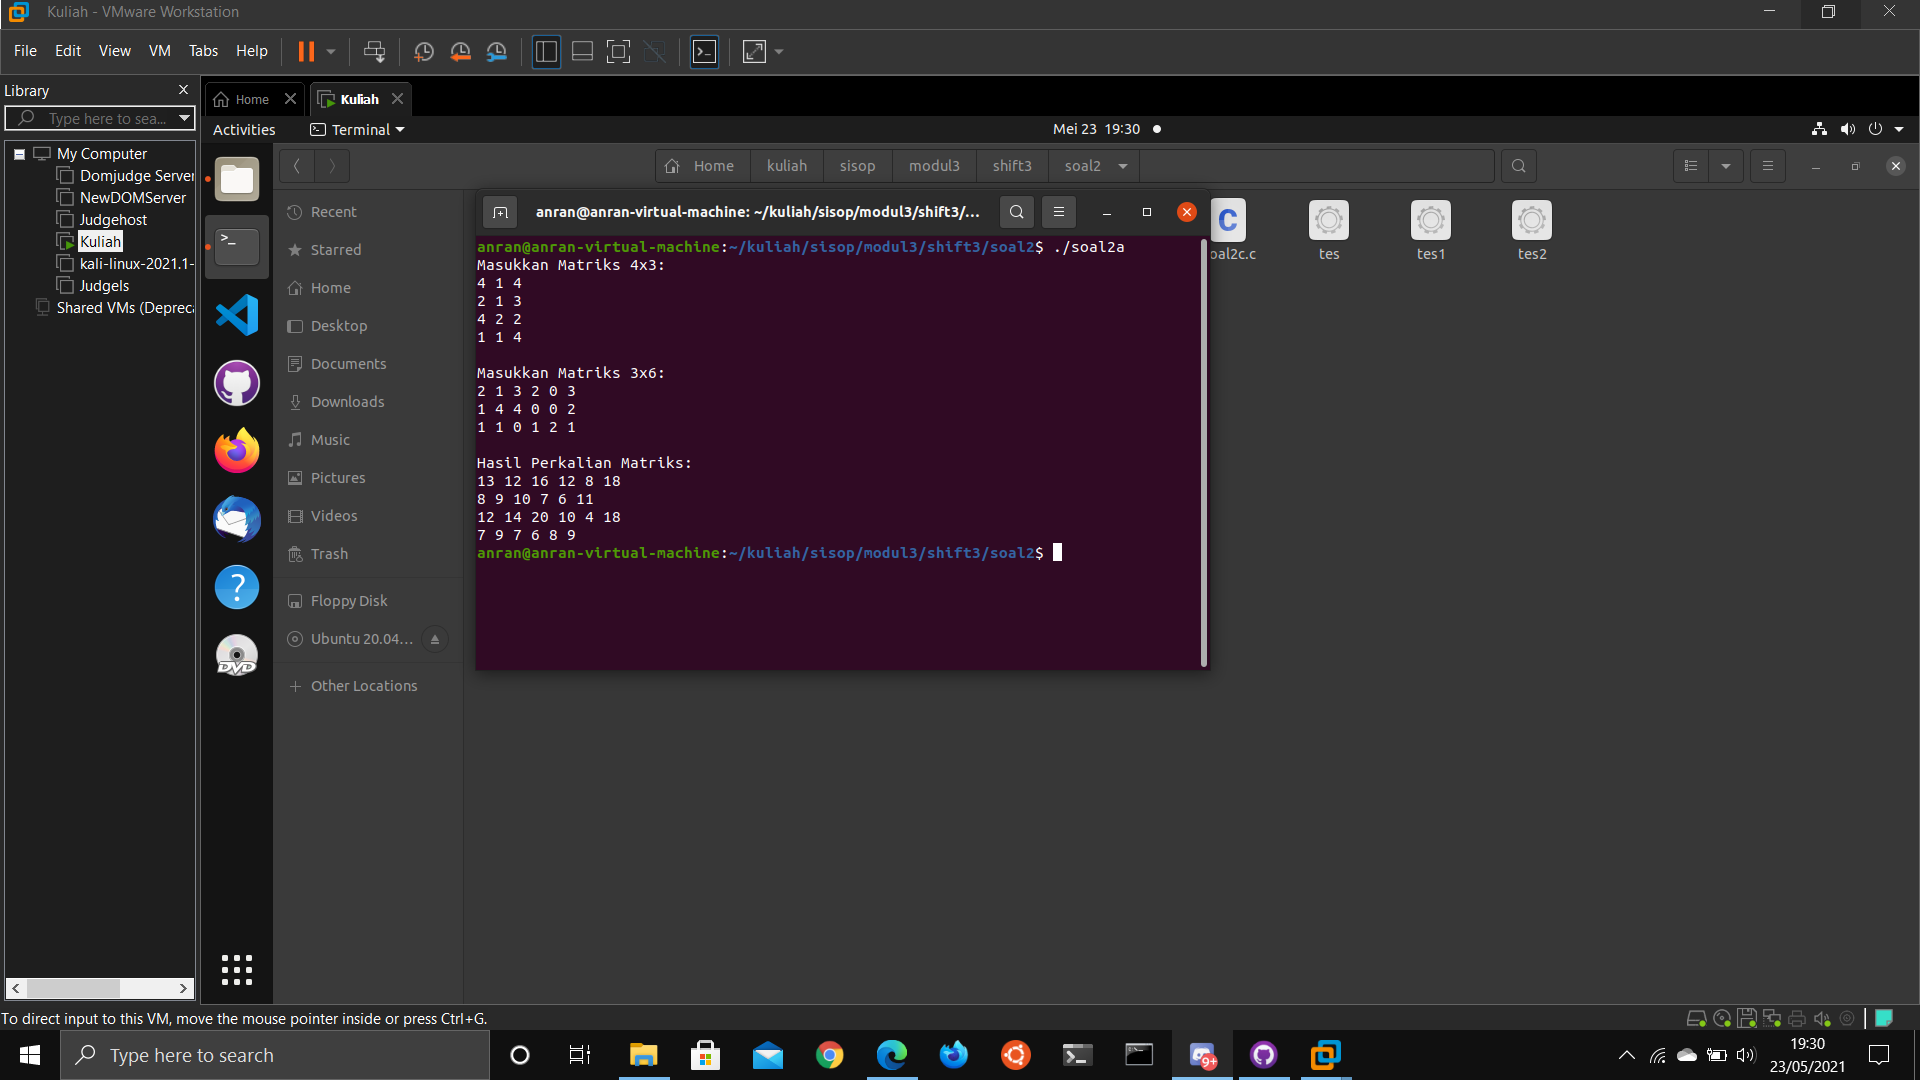 Kuliah - VMware Workstation
File Edit View VM Tabs Help
Library
Type here to sea...
My Computer
Domjudge Server
NewDOMServer
Judgehost
Kuliah
kali-linux-2021.1-
Judgels
Shared VMs (Depreca
Home
Kuliah
Activities
Terminal
Mei 23 19:30
Home kuliah sisop modul3 shift3 soal2
Recent
Starred
Home
Desktop
Documents
Downloads
Music
Pictures
Videos
Trash
Floppy Disk
Ubuntu 20.04...
Other Locations
oal2c.c
tes
tes1
tes2
anran@anran-virtual-machine: ~/kuliah/sisop/modul3/shift3/...
anran@anran-virtual-machine:~/kuliah/sisop/modul3/shift3/soal2$ ./soal2a
Masukkan Matriks 4x3:
4 1 4
2 1 3
4 2 2
1 1 4
Masukkan Matriks 3x6:
2 1 3 2 0 3
1 4 4 0 0 2
1 1 0 1 2 1
Hasil Perkalian Matriks:
13 12 16 12 8 18
8 9 10 7 6 11
12 14 20 10 4 18
7 9 7 6 8 9
anran@anran-virtual-machine:~/kuliah/sisop/modul3/shift3/soal2$
DVD
To direct input to this VM, move the mouse pointer inside or press Ctrl+G.
Type here to search
9+
19:30
23/05/2021